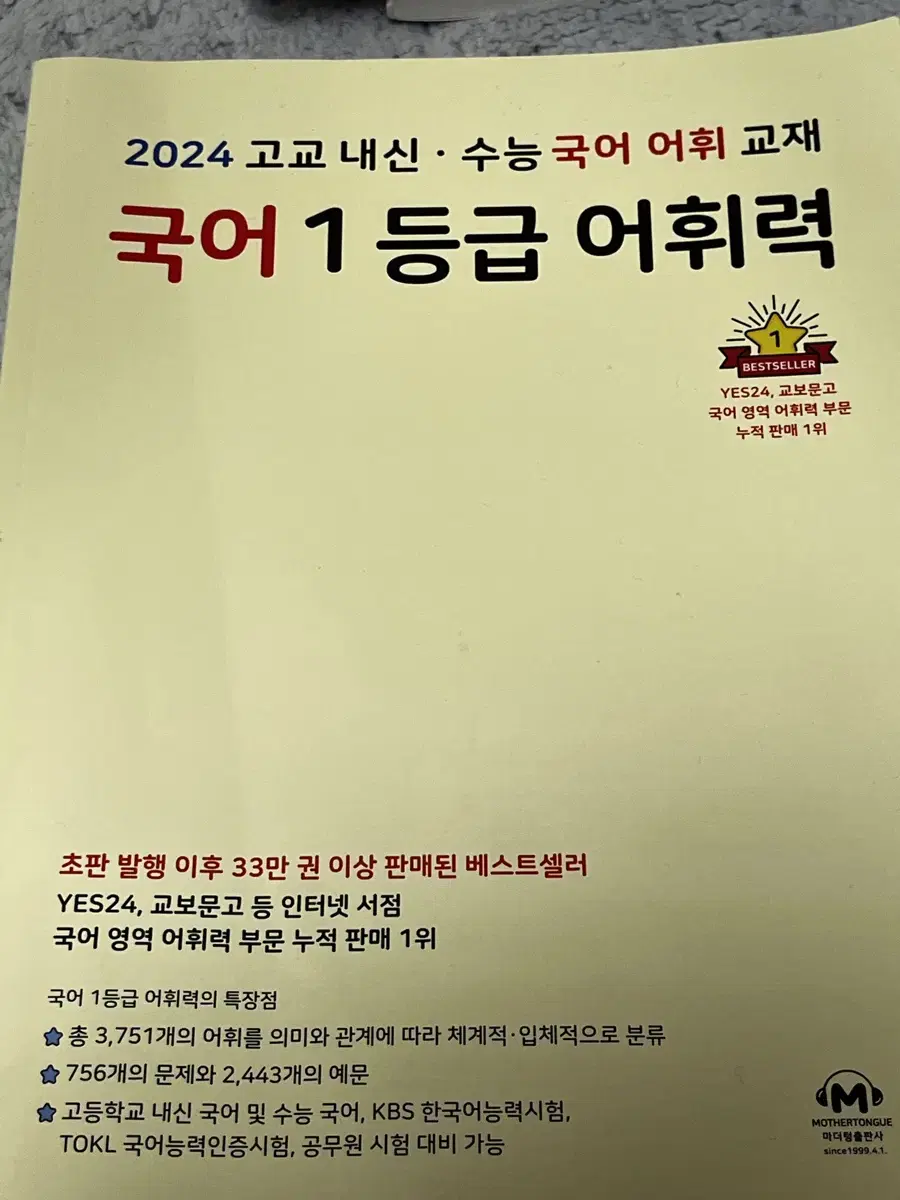 2024 고교 내신 · 수능 국어 어휘 교재
국어 1등급 어휘력
1
BESTSELLER
YES24, 교보문고
국어 영역 어휘력 부문
누적 판매 1위
초판 발행 이후 33만 권 이상 판매된 베스트셀러
YES24, 교보문고 등 인터넷 서점
국어 영역 어휘력 부문 누적 판매 1위
국어 1등급 어휘력의 특장점
총 3,751개의 어휘를 의미와 관계에 따라 체계적·입체적으로 분류
756개의 문제와 2,443개의 예문
고등학교 내신 국어 및 수능 국어, KBS 한국어능력시험,
TOKL 국어능력인증시험, 공무원 시험 대비 가능
M
MOTHERTONGUE
마더텅출판사
since1999.4.1.